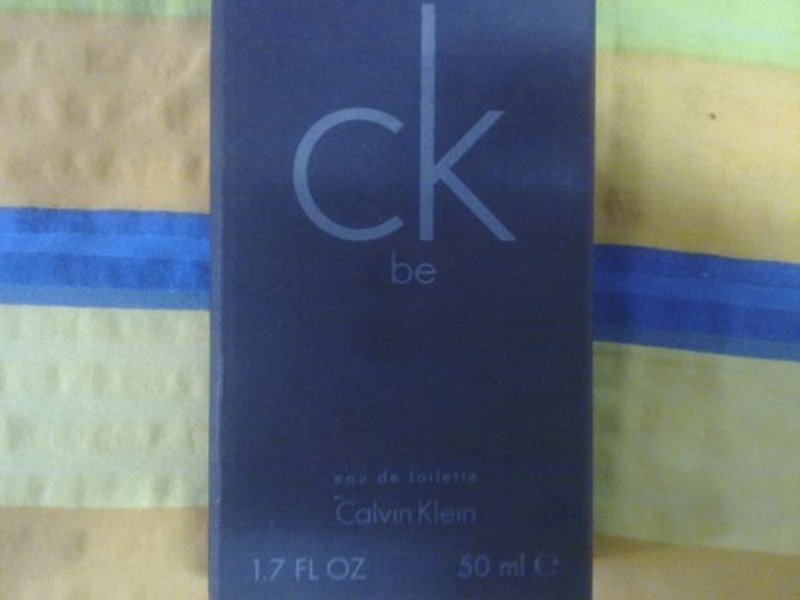 ck
be
eau de toilette
Calvin Klein
1.7 FL OZ 50 ml ℮